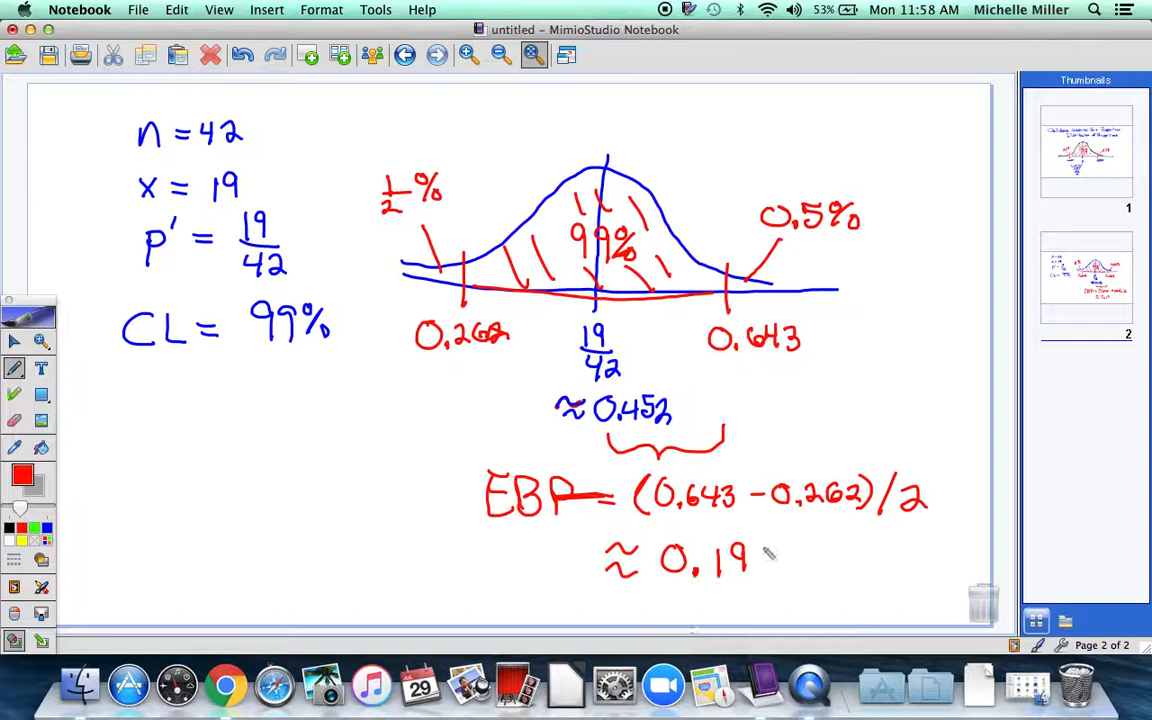 Notebook File Edit View Insert Format Tools Help 53% Mon 11:58 AM Michelle Miller
untitled - MimioStudio Notebook
Thumbnails
n = 42
x = 19
p' = 19/42
CL = 99%
1/2 %
99%
0.5%
0.262
19/42
0.643
≈ 0.452
EBP = (0.643 - 0.262)/2
≈ 0.19
1
2
Page 2 of 2
JUL
29